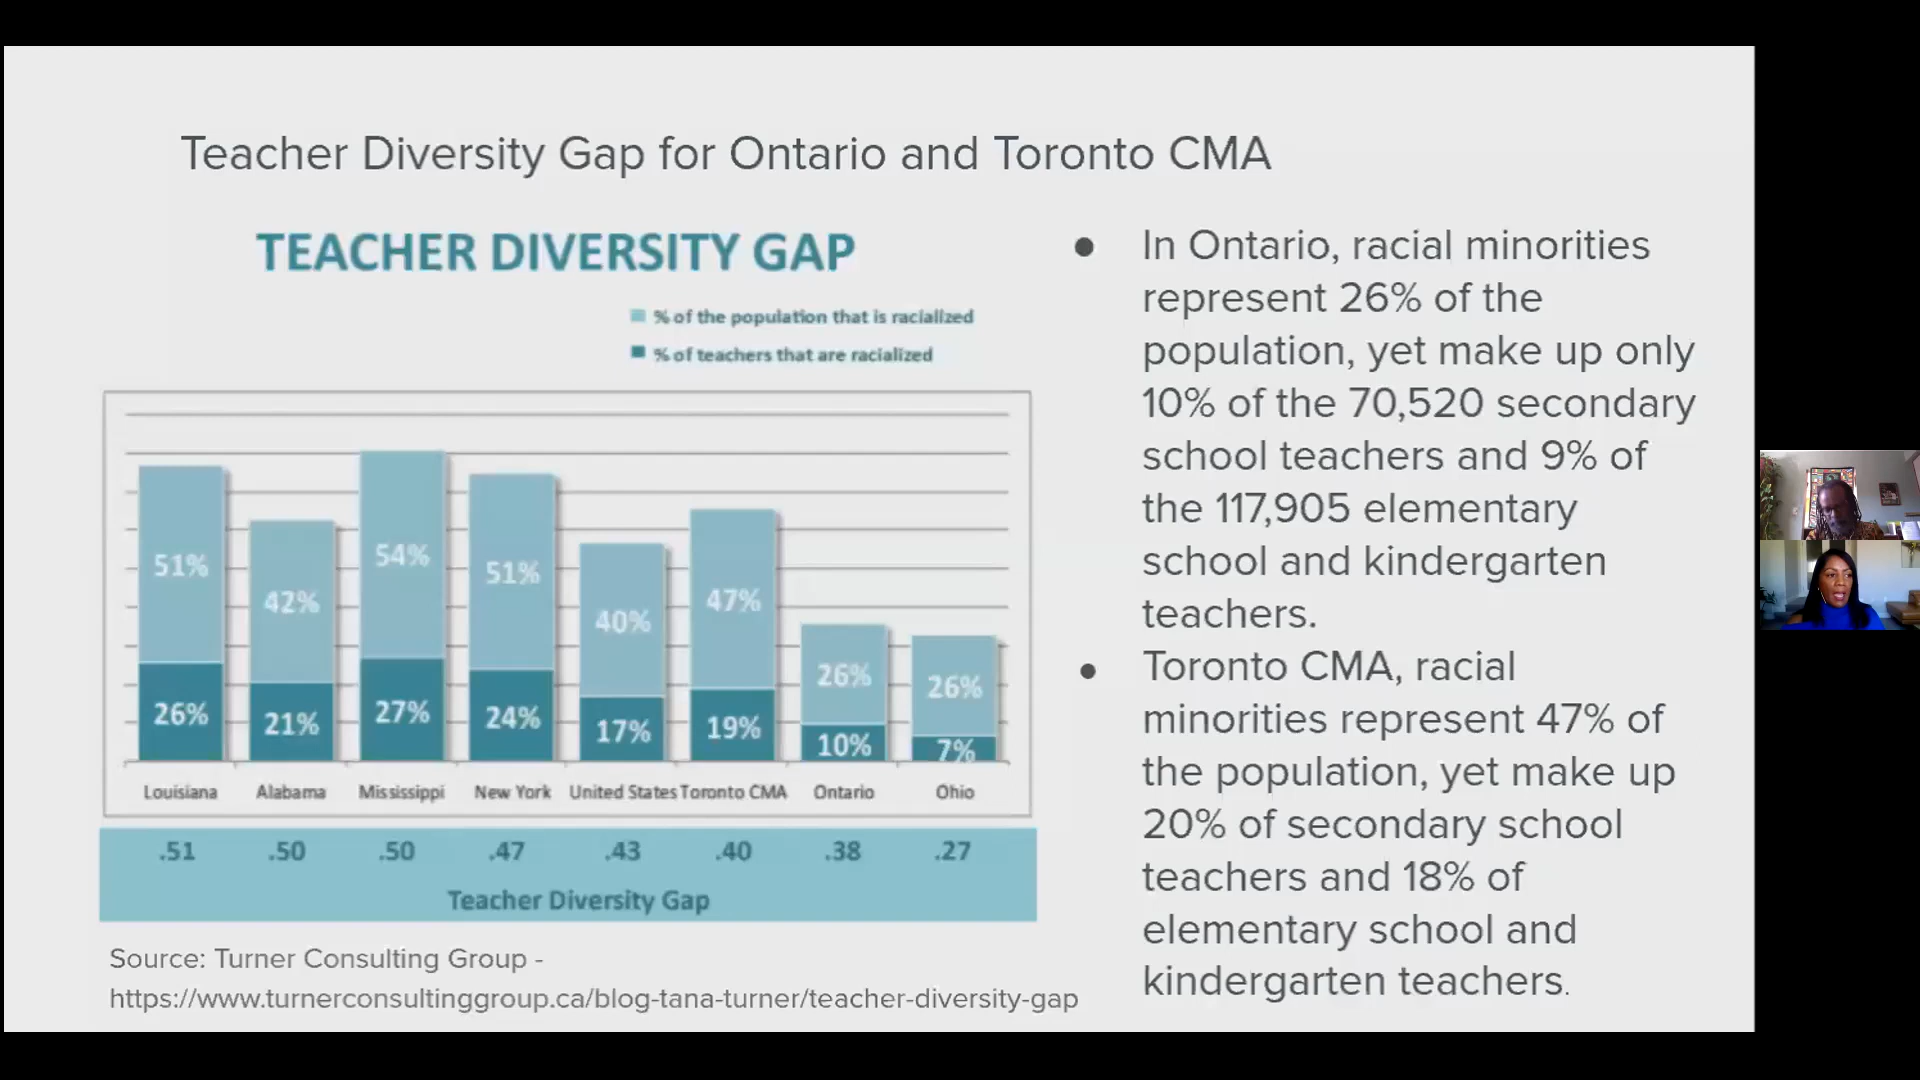 Teacher Diversity Gap for Ontario and Toronto CMA
TEACHER DIVERSITY GAP
% of the population that is racialized
% of teachers that are racialized
51% 42% 54% 51% 40% 47% 26% 26%
26% 21% 27% 24% 17% 19% 10% 7%
Louisiana Alabama Mississippi New York United States Toronto CMA Ontario Ohio
.51 .50 .50 .47 .43 .40 .38 .27
Teacher Diversity Gap
Source: Turner Consulting Group -
https://www.turnerconsultinggroup.ca/blog-tana-turner/teacher-diversity-gap
● In Ontario, racial minorities
represent 26% of the
population, yet make up only
10% of the 70,520 secondary
school teachers and 9% of
the 117,905 elementary
school and kindergarten
teachers.
● Toronto CMA, racial
minorities represent 47% of
the population, yet make up
20% of secondary school
teachers and 18% of
elementary school and
kindergarten teachers.